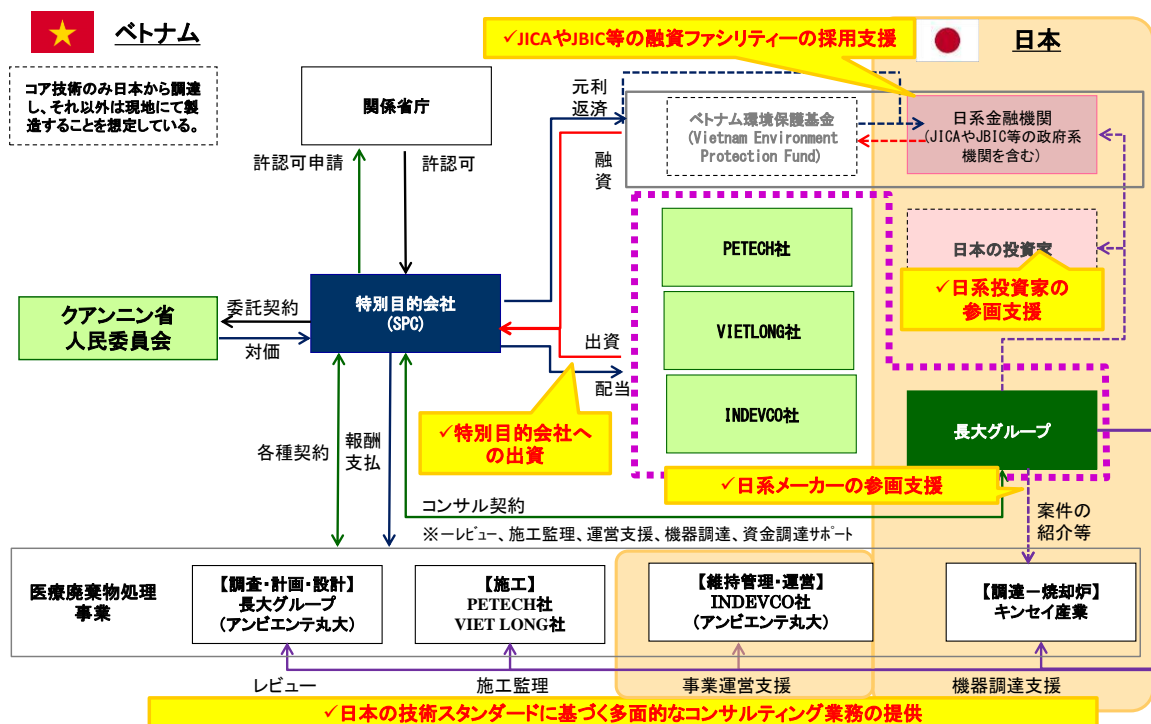 ベトナム
✓JICAやJBIC等の融資ファシリティーの採用支援
日本
コア技術のみ日本から調達
し、それ以外は現地にて製
造することを想定している。
関係省庁
元利
返済
ベトナム環境保護基金
(Vietnam Environment
Protection Fund)
日系金融機関
(JICAやJBIC等の政府系
機関を含む)
許認可申請
許認可
融
資
PETECH社
日本の投資家
✓日系投資家の
参画支援
クアンニン省
人民委員会
委託契約
対価
特別目的会社
(SPC)
出資
配当
VIETLONG社
INDEVCO社
長大グループ
✓特別目的会社へ
の出資
各種契約
報酬
支払
✓日系メーカーの参画支援
コンサル契約
※ーレビュー、施工監理、運営支援、機器調達、資金調達サポート
案件の
紹介等
医療廃棄物処理
事業
【調査・計画・設計】
長大グループ
(アンビエンテ丸大)
【施工】
PETECH社
VIET LONG社
【維持管理・運営】
INDEVCO社
(アンビエンテ丸大)
【調達ー焼却炉】
キンセイ産業
レビュー
施工監理
事業運営支援
機器調達支援
✓日本の技術スタンダードに基づく多面的なコンサルティング業務の提供